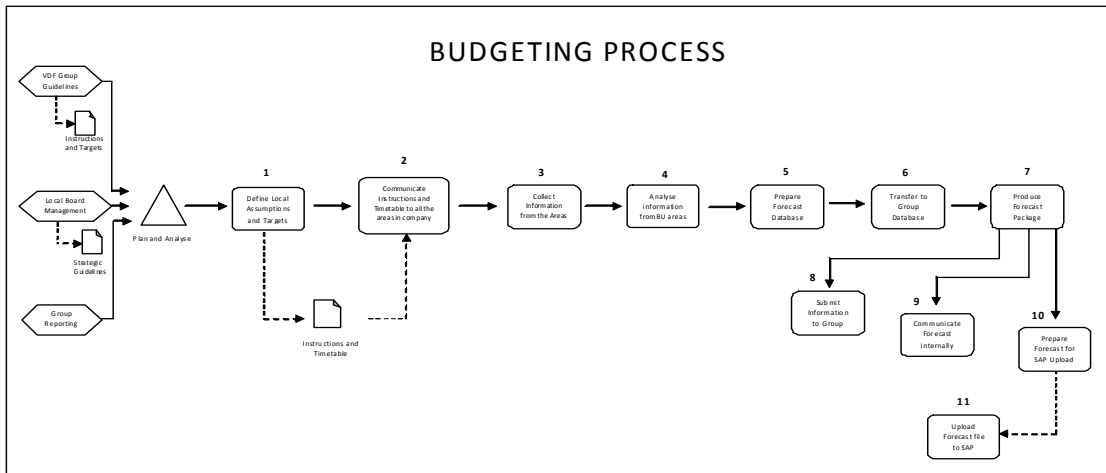 BUDGETING PROCESS
VDF Group
Guidelines
Instructions
and Targets
Local Board
Management
Strategic
Guidelines
Group
Reporting
Plan and Analyse
1
Define Local
Assumptions
and Targets
Instructions and
Timetable
2
Communicate
Instructions and
Timetable to all the
areas in company
3
Collect
Information
from the Areas
4
Analyse
information
from BU areas
5
Prepare
Forecast
Database
6
Transfer to
Group
Database
7
Produce
Forecast
Package
8
Submit
Information
to Group
9
Communicate
Forecast
internally
10
Prepare
Forecast for
SAP Upload
11
Upload
Forecast file
to SAP